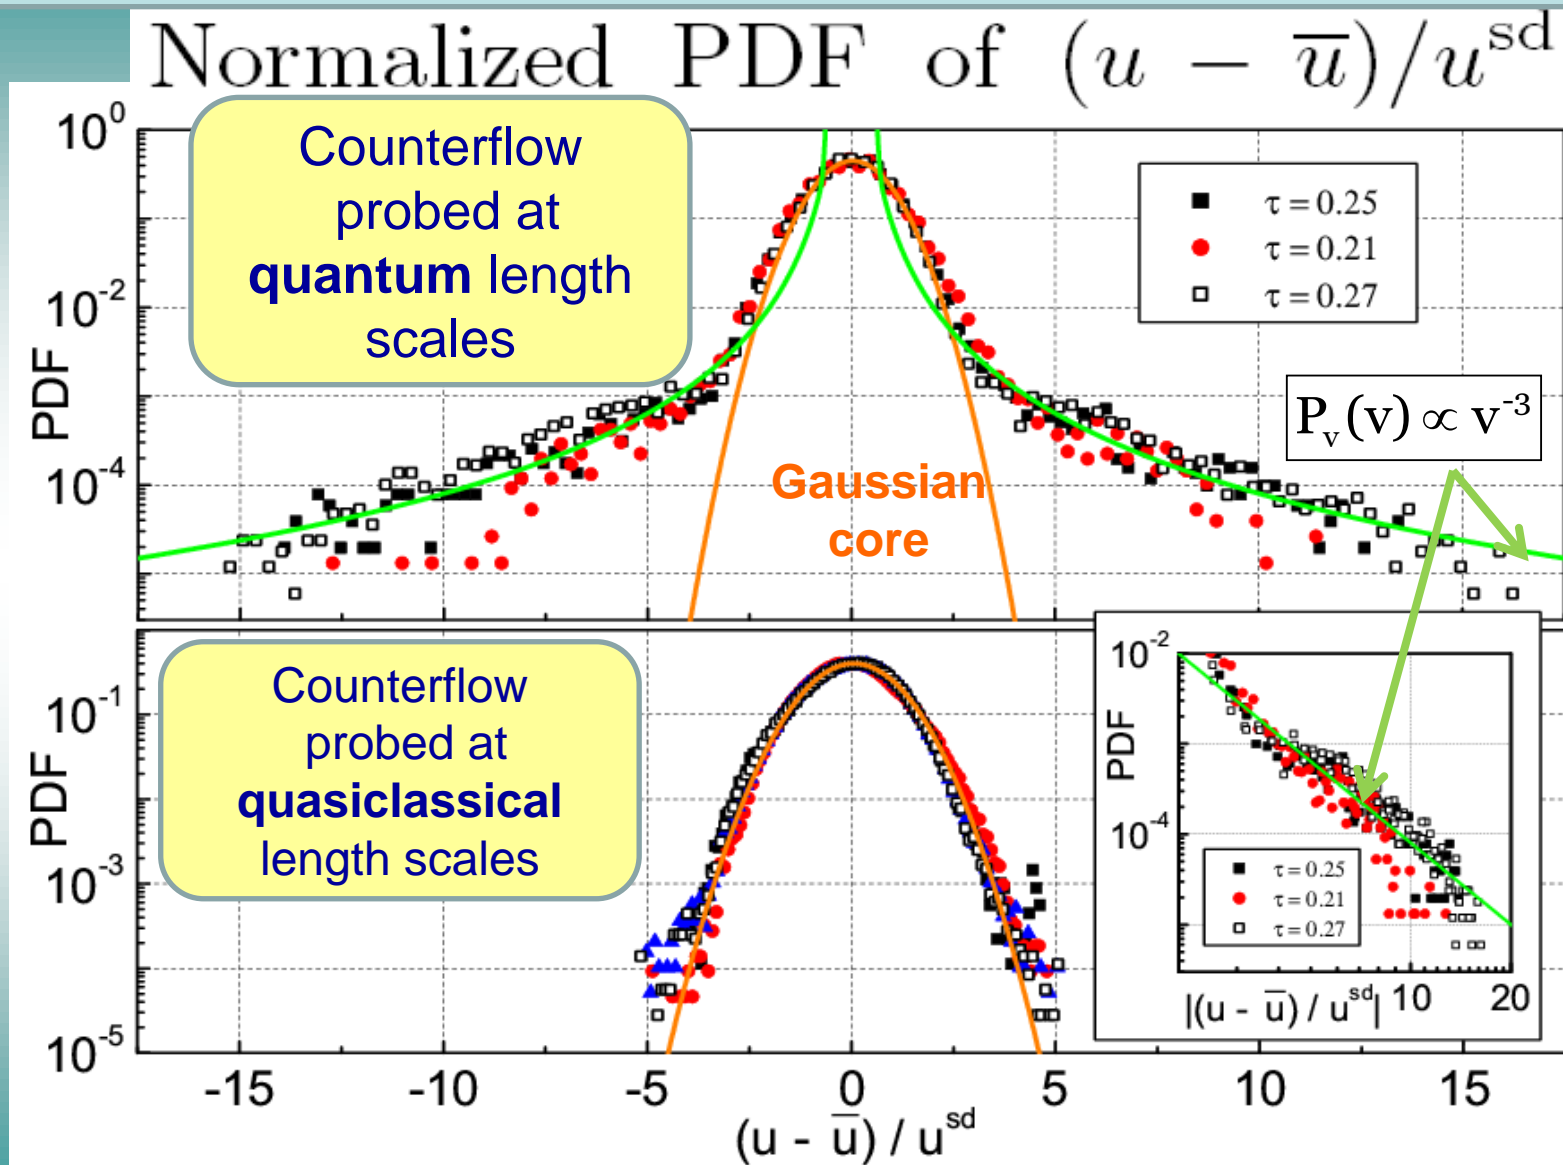 Normalized PDF of (u − u̅)/u^sd
Counterflow
probed at
quantum length
scales
τ = 0.25
τ = 0.21
τ = 0.27
P_v(v) ∝ v^-3
Gaussian
core
PDF
10^0
10^-2
10^-4
Counterflow
probed at
quasiclassical
length scales
PDF
10^-1
10^-3
10^-5
PDF
10^-2
10^-4
τ = 0.25
τ = 0.21
τ = 0.27
|(u - u̅) / u^sd| 10 20
-15 -10 -5 0 5 10 15
(u - u̅) / u^sd